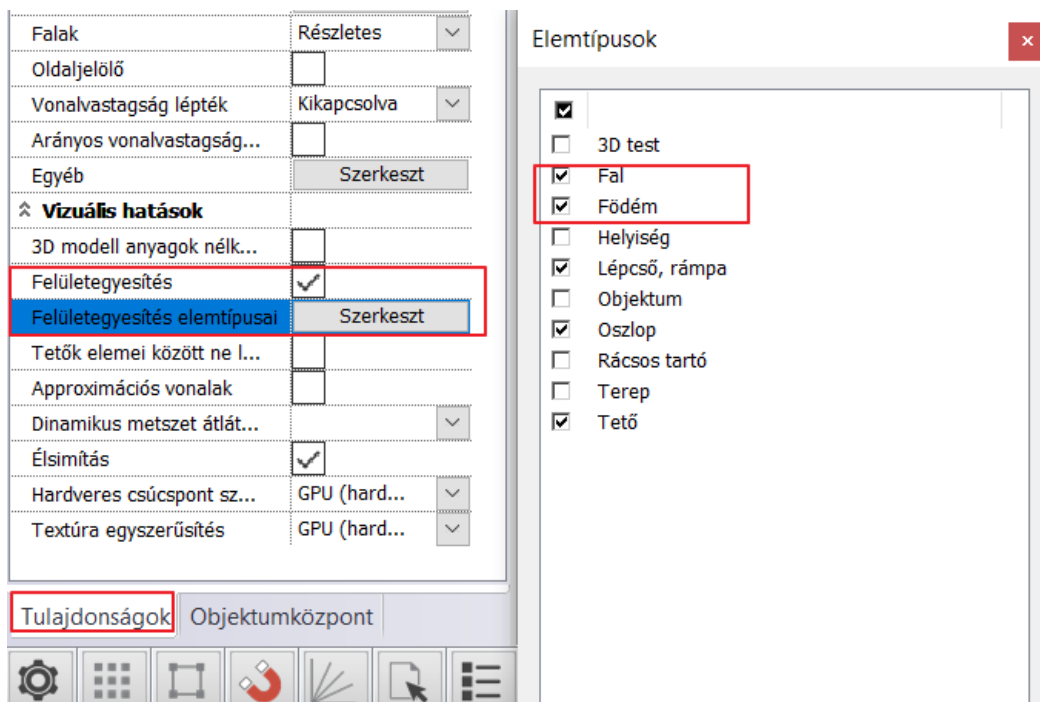 Falak Részletes
Oldaljelölő
Vonalvastagság lépték Kikapcsolva
Arányos vonalvastagság...
Egyéb Szerkeszt
Vizuális hatások
3D modell anyagok nélk...
Felületegyesítés
Felületegyesítés elemtípusai Szerkeszt
Tetők elemei között ne l...
Approximációs vonalak
Dinamikus metszet átlát...
Élsimítás
Hardveres csúcspont sz... GPU (hard...
Textúra egyszerűsítés GPU (hard...
Tulajdonságok Objektumközpont
Elemtípusok
3D test
Fal
Födém
Helyiség
Lépcső, rámpa
Objektum
Oszlop
Rácsos tartó
Terep
Tető